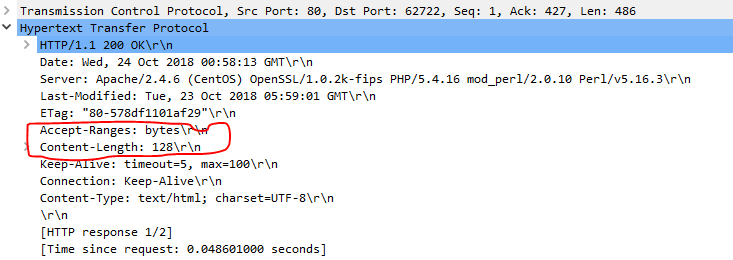 Transmission Control Protocol, Src Port: 80, Dst Port: 62722, Seq: 1, Ack: 427, Len: 486
Hypertext Transfer Protocol
HTTP/1.1 200 OK\r\n
Date: Wed, 24 Oct 2018 00:58:13 GMT\r\n
Server: Apache/2.4.6 (CentOS) OpenSSL/1.0.2k-fips PHP/5.4.16 mod_perl/2.0.10 Perl/v5.16.3\r\n
Last-Modified: Tue, 23 Oct 2018 05:59:01 GMT\r\n
ETag: "80-578df1101af29"\r\n
Accept-Ranges: bytes\r\n
Content-Length: 128\r\n
Keep-Alive: timeout=5, max=100\r\n
Connection: Keep-Alive\r\n
Content-Type: text/html; charset=UTF-8\r\n
\r\n
[HTTP response 1/2]
[Time since request: 0.048601000 seconds]